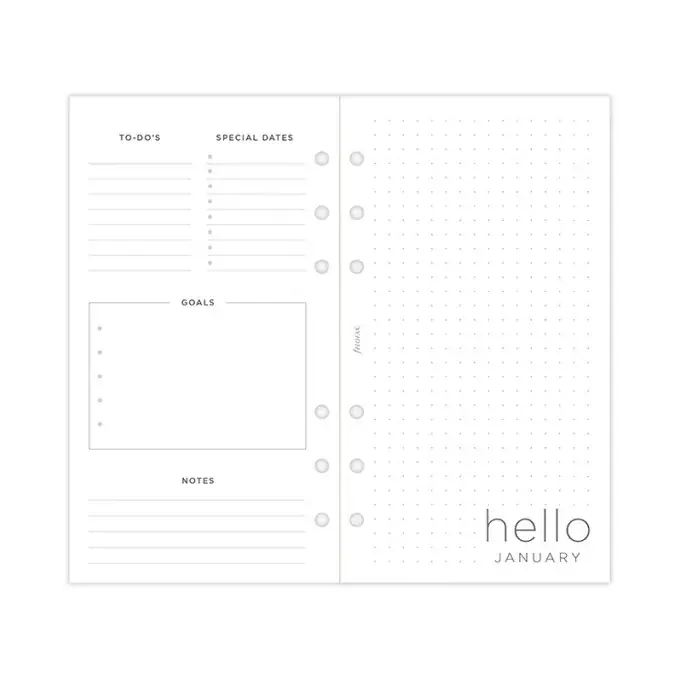 TO-DO'S
SPECIAL DATES
GOALS
NOTES
filofax
hello
JANUARY